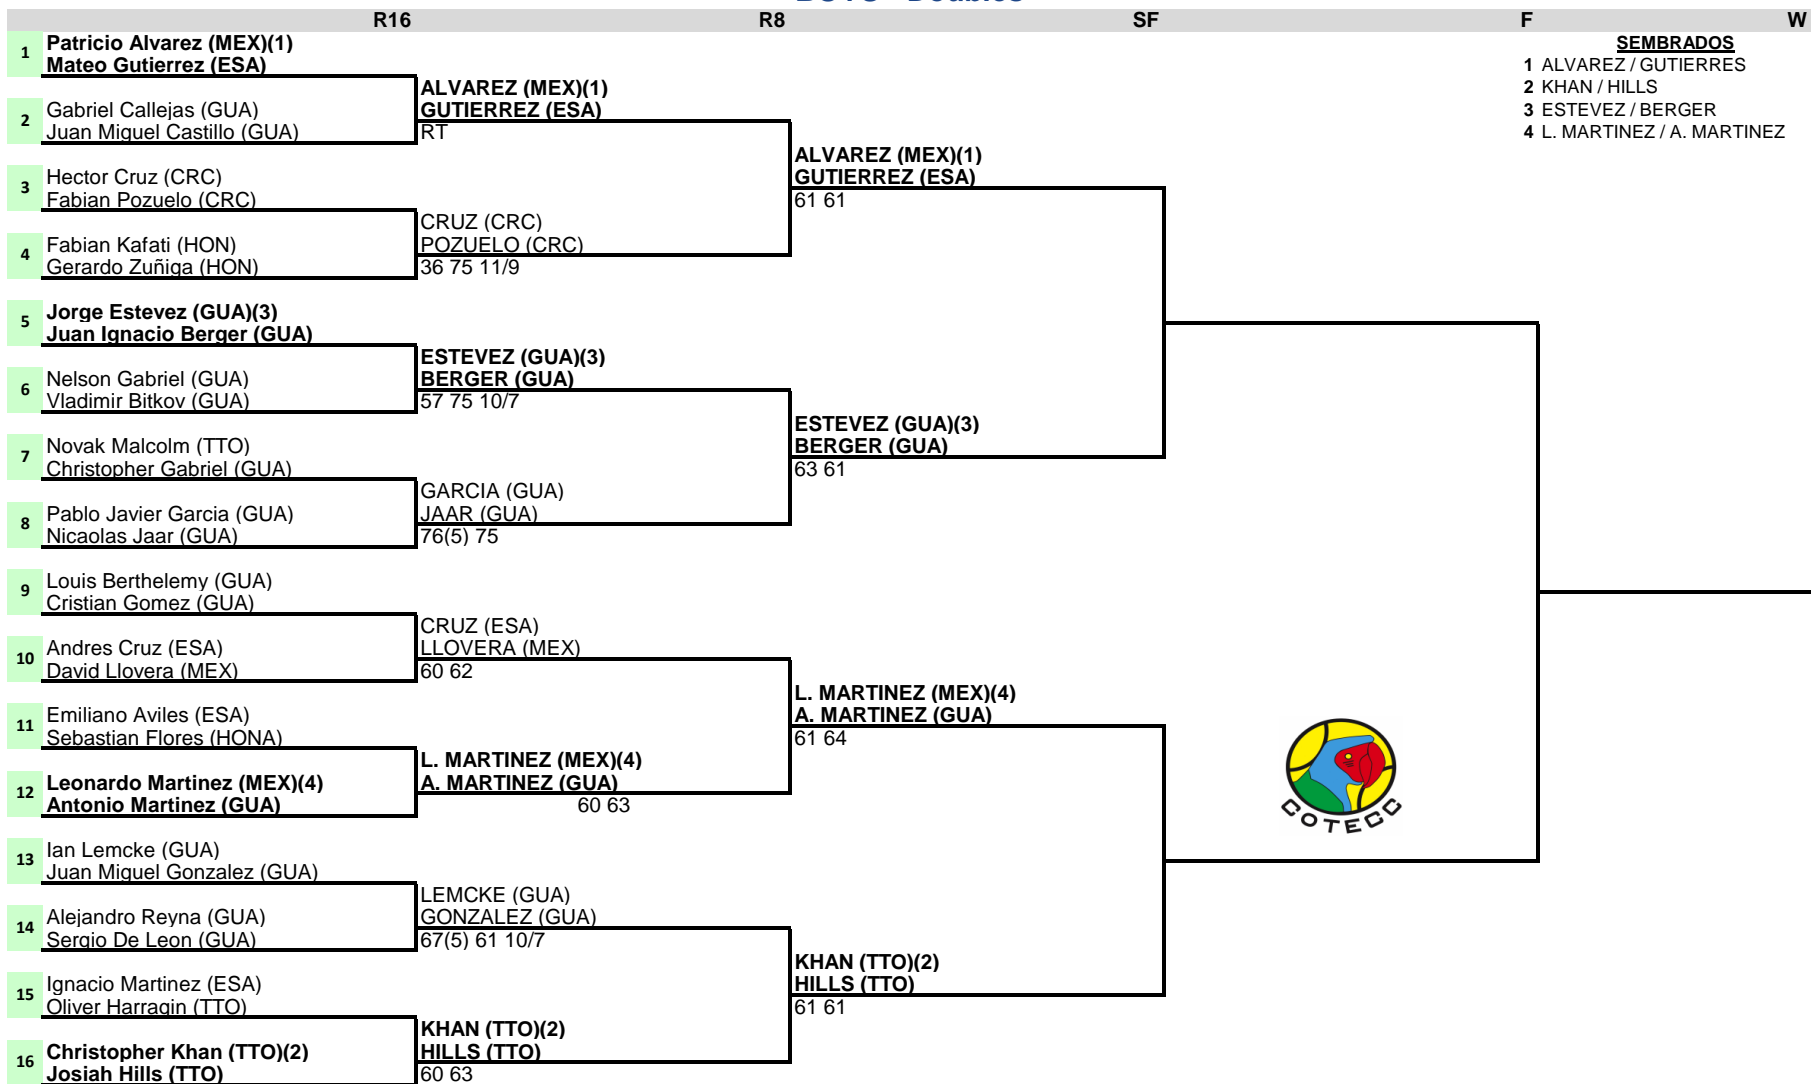 R16 R8 SF F W
SEMBRADOS
1 ALVAREZ / GUTIERRES
2 KHAN / HILLS
3 ESTEVEZ / BERGER
4 L. MARTINEZ / A. MARTINEZ
1 Patricio Alvarez (MEX)(1)
Mateo Gutierrez (ESA)
2 Gabriel Callejas (GUA)
Juan Miguel Castillo (GUA)
3 Hector Cruz (CRC)
Fabian Pozuelo (CRC)
4 Fabian Kafati (HON)
Gerardo Zuñiga (HON)
5 Jorge Estevez (GUA)(3)
Juan Ignacio Berger (GUA)
6 Nelson Gabriel (GUA)
Vladimir Bitkov (GUA)
7 Novak Malcolm (TTO)
Christopher Gabriel (GUA)
8 Pablo Javier Garcia (GUA)
Nicaolas Jaar (GUA)
9 Louis Berthelemy (GUA)
Cristian Gomez (GUA)
10 Andres Cruz (ESA)
David Llovera (MEX)
11 Emiliano Aviles (ESA)
Sebastian Flores (HONA)
12 Leonardo Martinez (MEX)(4)
Antonio Martinez (GUA)
13 Ian Lemcke (GUA)
Juan Miguel Gonzalez (GUA)
14 Alejandro Reyna (GUA)
Sergio De Leon (GUA)
15 Ignacio Martinez (ESA)
Oliver Harragin (TTO)
16 Christopher Khan (TTO)(2)
Josiah Hills (TTO)
ALVAREZ (MEX)(1)
GUTIERREZ (ESA)
RT
CRUZ (CRC)
POZUELO (CRC)
36 75 11/9
ESTEVEZ (GUA)(3)
BERGER (GUA)
57 75 10/7
GARCIA (GUA)
JAAR (GUA)
76(5) 75
CRUZ (ESA)
LLOVERA (MEX)
60 62
L. MARTINEZ (MEX)(4)
A. MARTINEZ (GUA)
60 63
LEMCKE (GUA)
GONZALEZ (GUA)
67(5) 61 10/7
KHAN (TTO)(2)
HILLS (TTO)
60 63
ALVAREZ (MEX)(1)
GUTIERREZ (ESA)
61 61
ESTEVEZ (GUA)(3)
BERGER (GUA)
63 61
L. MARTINEZ (MEX)(4)
A. MARTINEZ (GUA)
61 64
KHAN (TTO)(2)
HILLS (TTO)
61 61
COTECC